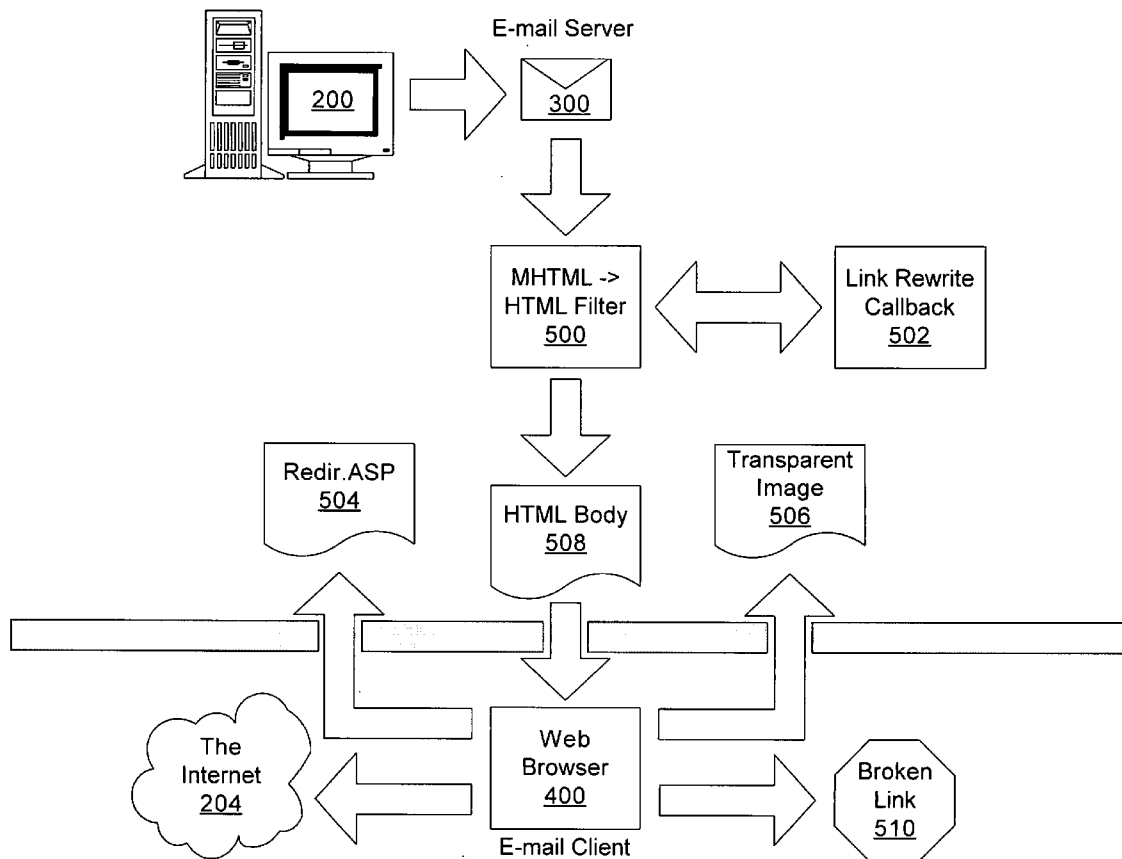 E-mail Server
200
300
MHTML ->
HTML Filter
500
Link Rewrite
Callback
502
Redir.ASP
504
HTML Body
508
Transparent
Image
506
The
Internet
204
Web
Browser
400
Broken
Link
510
E-mail Client